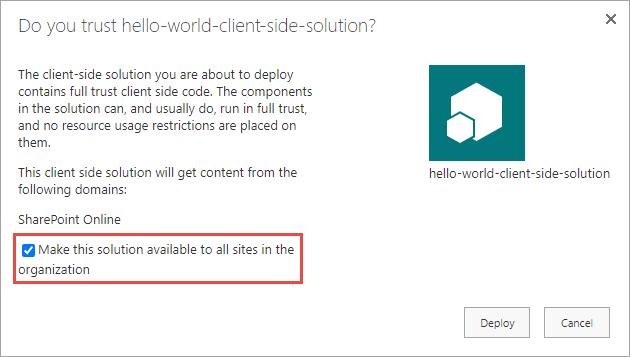 Do you trust hello-world-client-side-solution?
The client-side solution you are about to deploy
contains full trust client side code. The components
in the solution can, and usually do, run in full trust,
and no resource usage restrictions are placed on
them.
This client side solution will get content from the
following domains:
SharePoint Online
Make this solution available to all sites in the
organization
hello-world-client-side-solution
Deploy
Cancel